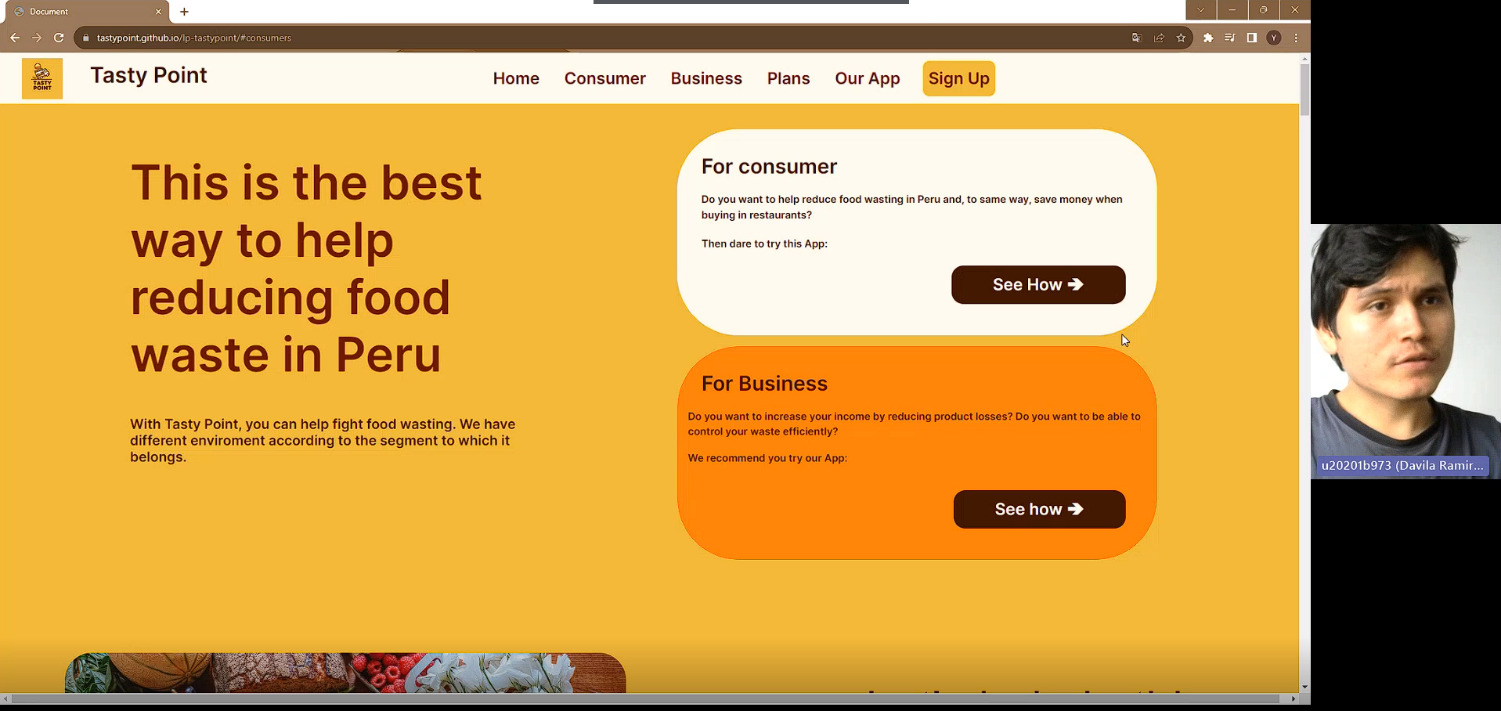 Document
tastypoint.github.io/lp-tastypoint/#consumers
Y
TASTY
POINT
Tasty Point
Home
Consumer
Business
Plans
Our App
Sign Up
This is the best
way to help
reducing food
waste in Peru
With Tasty Point, you can help fight food wasting. We have
different enviroment according to the segment to which it
belongs.
For consumer
Do you want to help reduce food wasting in Peru and, to same way, save money when
buying in restaurants?
Then dare to try this App:
See How
For Business
Do you want to increase your income by reducing product losses? Do you want to be able to
control your waste efficiently?
We recommend you try our App:
See how
u20201b973 (Davila Ramir...